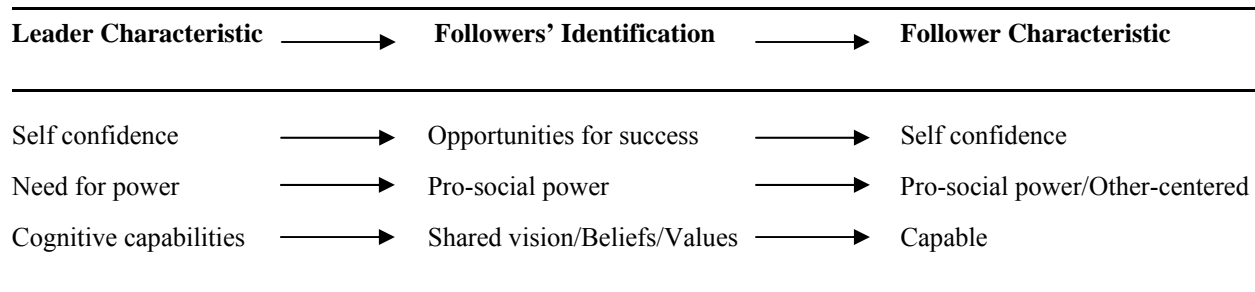 Leader Characteristic Followers’ Identification Follower Characteristic
Self confidence Opportunities for success Self confidence
Need for power Pro-social power Pro-social power/Other-centered
Cognitive capabilities Shared vision/Beliefs/Values Capable